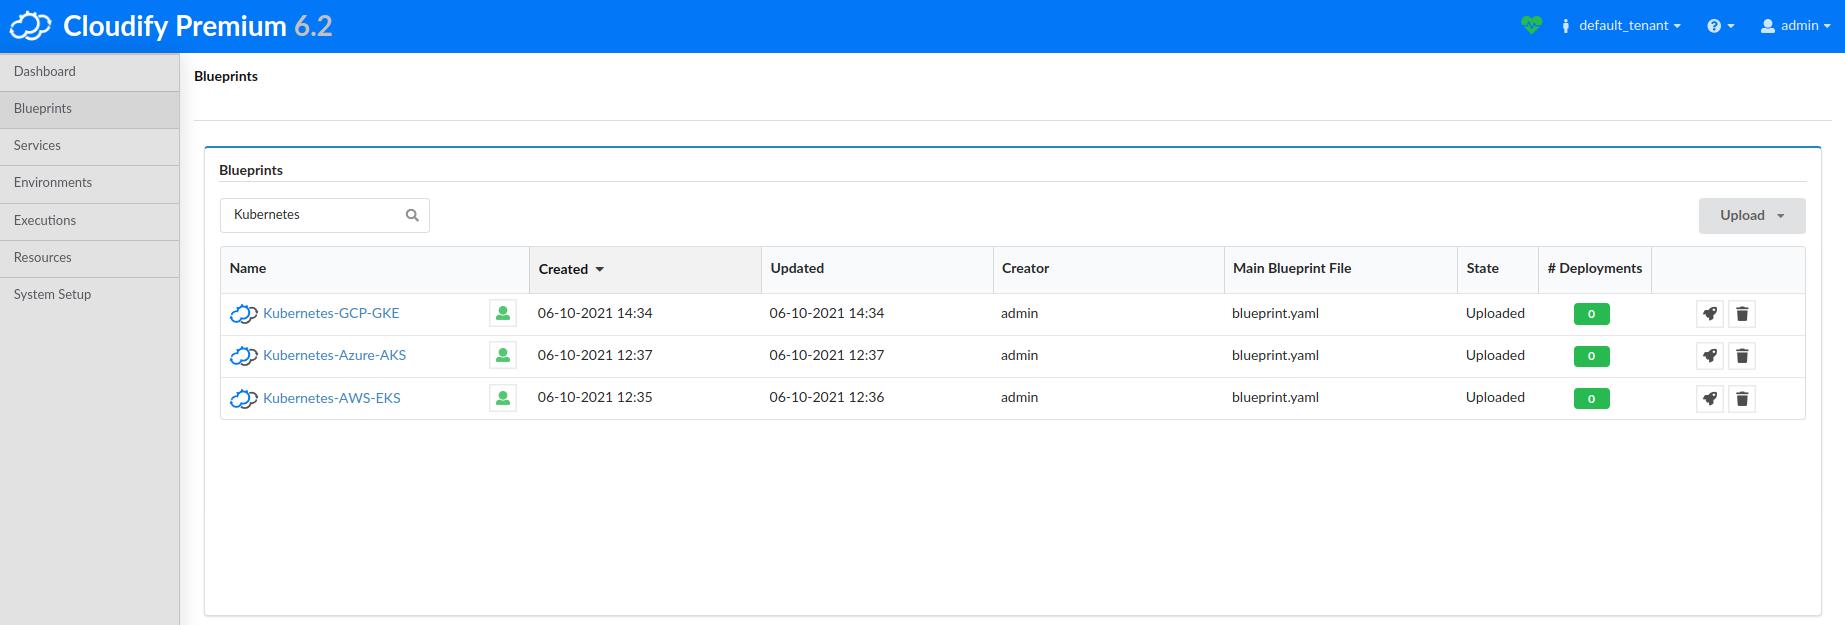 Cloudify Premium 6.2 default_tenant admin
Dashboard
Blueprints
Services
Environments
Executions
Resources
System Setup
Blueprints
Blueprints
Kubernetes
Upload
Name Created Updated Creator Main Blueprint File State # Deployments
Kubernetes-GCP-GKE 06-10-2021 14:34 06-10-2021 14:34 admin blueprint.yaml Uploaded 0
Kubernetes-Azure-AKS 06-10-2021 12:37 06-10-2021 12:37 admin blueprint.yaml Uploaded 0
Kubernetes-AWS-EKS 06-10-2021 12:35 06-10-2021 12:36 admin blueprint.yaml Uploaded 0